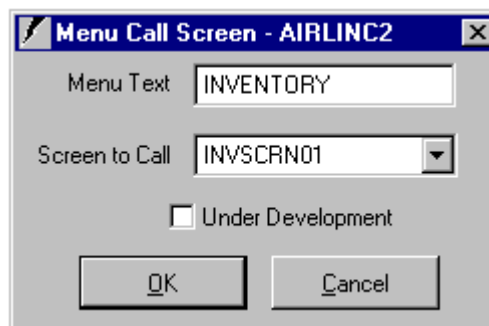 Menu Call Screen - AIRLINC2
Menu Text INVENTORY
Screen to Call INVSCRN01
Under Development
OK Cancel